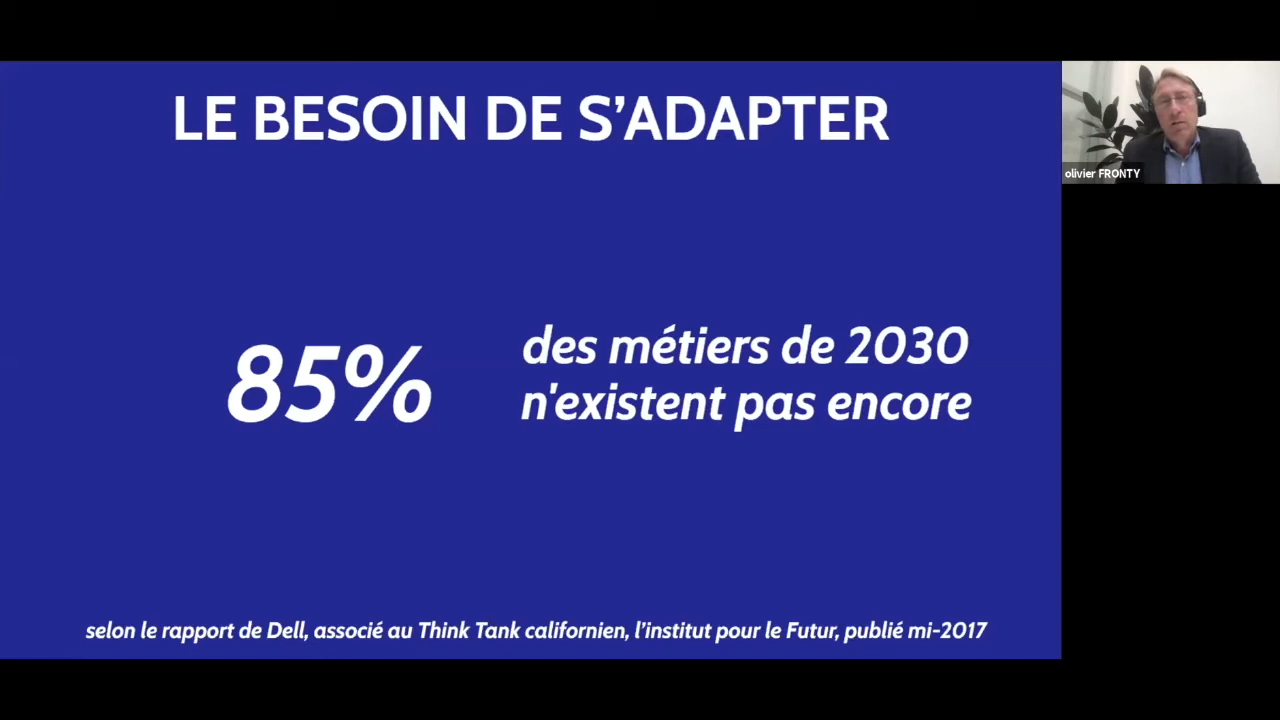 LE BESOIN DE S’ADAPTER
85%
des métiers de 2030
n'existent pas encore
selon le rapport de Dell, associé au Think Tank californien, l’institut pour le Futur, publié mi-2017
olivier FRONTY